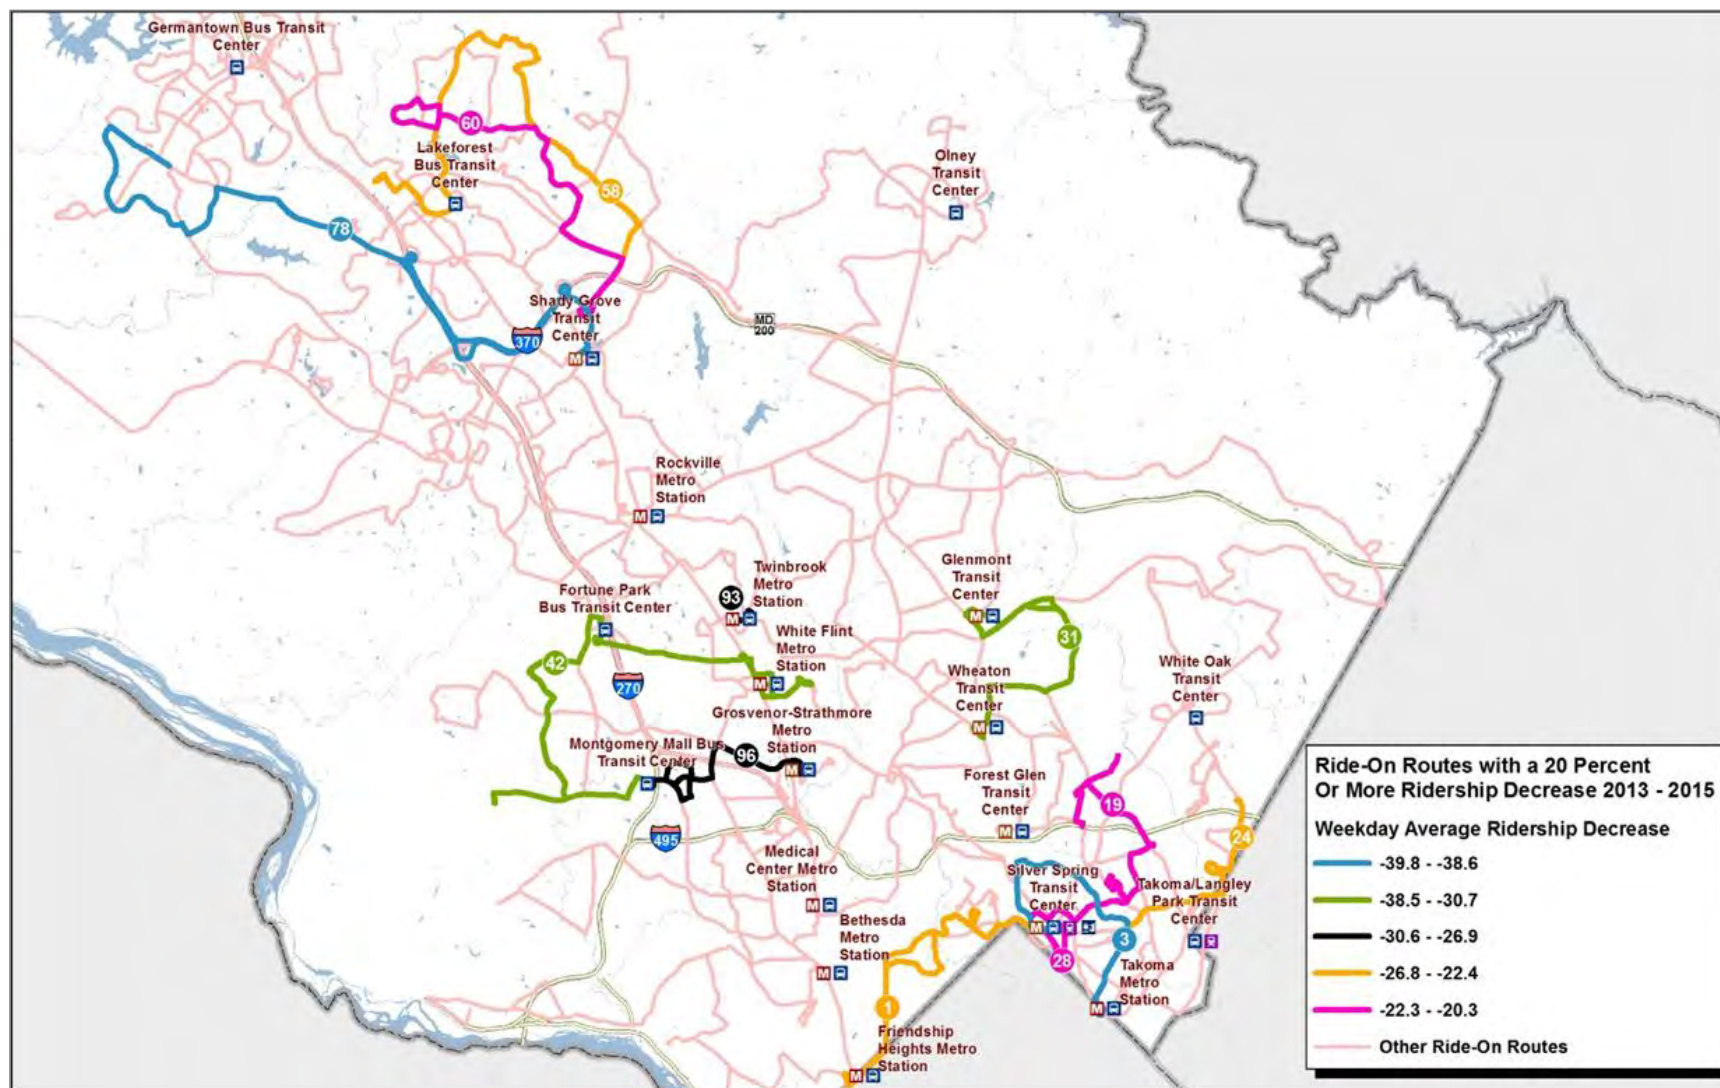 Germantown Bus Transit
Center
60
Lakeforest
Bus Transit
Center
58
Olney
Transit
Center
78
Shady Grove
Transit
Center
370
MD
200
M
Rockville
Metro
Station
M
Twinbrook
Metro
Station
93
M
Fortune Park
Bus Transit Center
Glenmont
Transit
Center
M
White Flint
Metro
Station
M
42
31
270
Wheaton
Transit
Center
M
White Oak
Transit
Center
Grosvenor-Strathmore
Metro
Station
M
Montgomery Mall Bus
Transit Center
96
Forest Glen
Transit
Center
M
19
495
24
Medical
Center Metro
Station
M
Silver Spring
Transit
Center
M
Takoma/Langley
Park Transit
Center
Bethesda
Metro
Station
M
3
28
Takoma
Metro
Station
M
1
Friendship
Heights Metro
Station
M
Ride-On Routes with a 20 Percent
Or More Ridership Decrease 2013 - 2015
Weekday Average Ridership Decrease
-39.8 - -38.6
-38.5 - -30.7
-30.6 - -26.9
-26.8 - -22.4
-22.3 - -20.3
Other Ride-On Routes